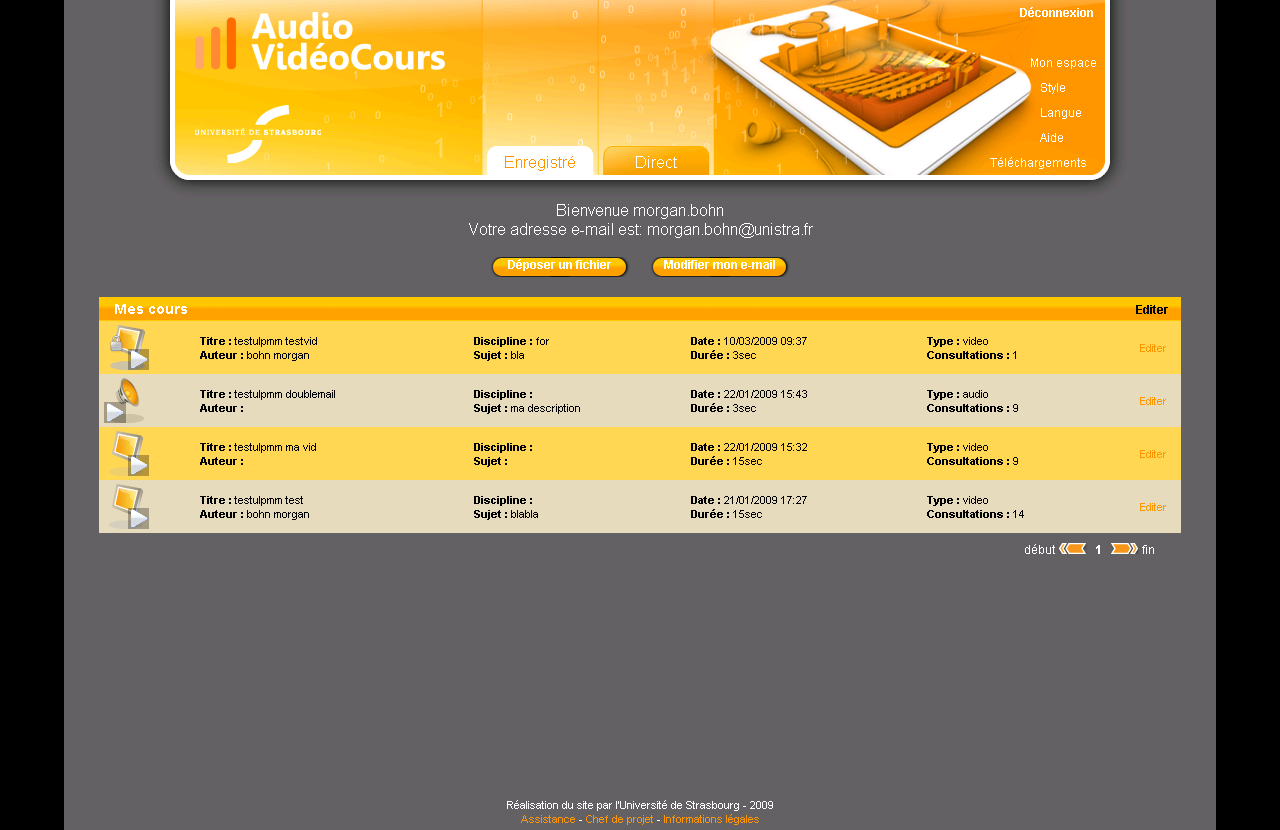 Audio
VidéoCours
UNIVERSITÉ DE STRASBOURG
Déconnexion
Mon espace
Style
Langue
Aide
Téléchargements
Enregistré
Direct
Bienvenue morgan.bohn
Votre adresse e-mail est: morgan.bohn@unistra.fr
Déposer un fichier
Modifier mon e-mail
Mes cours Editer
Titre : testulpmm testvid Discipline : for Date : 10/03/2009 09:37 Type : video
Auteur : bohn morgan Sujet : bla Durée : 3sec Consultations : 1
Editer
Titre : testulpmm doublemail Discipline : Date : 22/01/2009 15:43 Type : audio
Auteur : Sujet : ma description Durée : 3sec Consultations : 9
Editer
Titre : testulpmm ma vid Discipline : Date : 22/01/2009 15:32 Type : video
Auteur : Sujet : Durée : 15sec Consultations : 9
Editer
Titre : testulpmm test Discipline : Date : 21/01/2009 17:27 Type : video
Auteur : bohn morgan Sujet : blabla Durée : 15sec Consultations : 14
Editer
début 1 fin
Réalisation du site par l'Université de Strasbourg - 2009
Assistance - Chef de projet - Informations légales